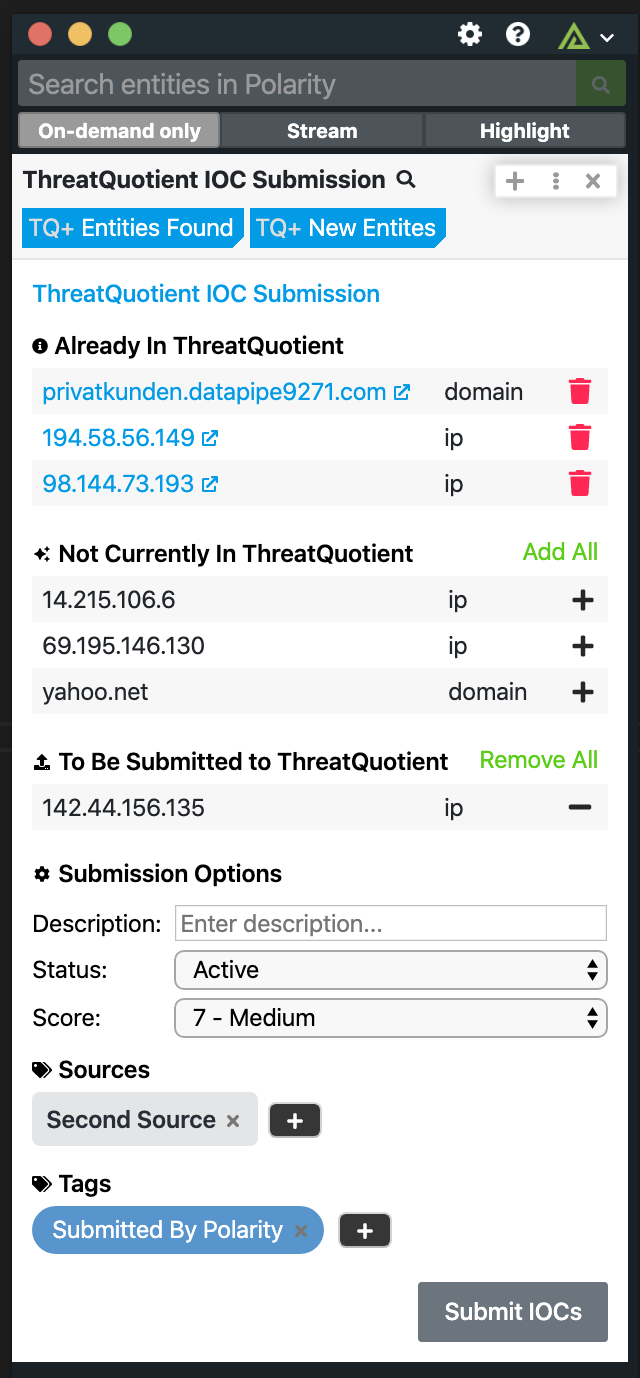 Search entities in Polarity
On-demand only Stream Highlight
ThreatQuotient IOC Submission
TQ+ Entities Found TQ+ New Entites
ThreatQuotient IOC Submission
Already In ThreatQuotient
privatkunden.datapipe9271.com domain
194.58.56.149 ip
98.144.73.193 ip
Not Currently In ThreatQuotient Add All
14.215.106.6 ip
69.195.146.130 ip
yahoo.net domain
To Be Submitted to ThreatQuotient Remove All
142.44.156.135 ip
Submission Options
Description: Enter description...
Status: Active
Score: 7 - Medium
Sources
Second Source ×
Tags
Submitted By Polarity ×
Submit IOCs